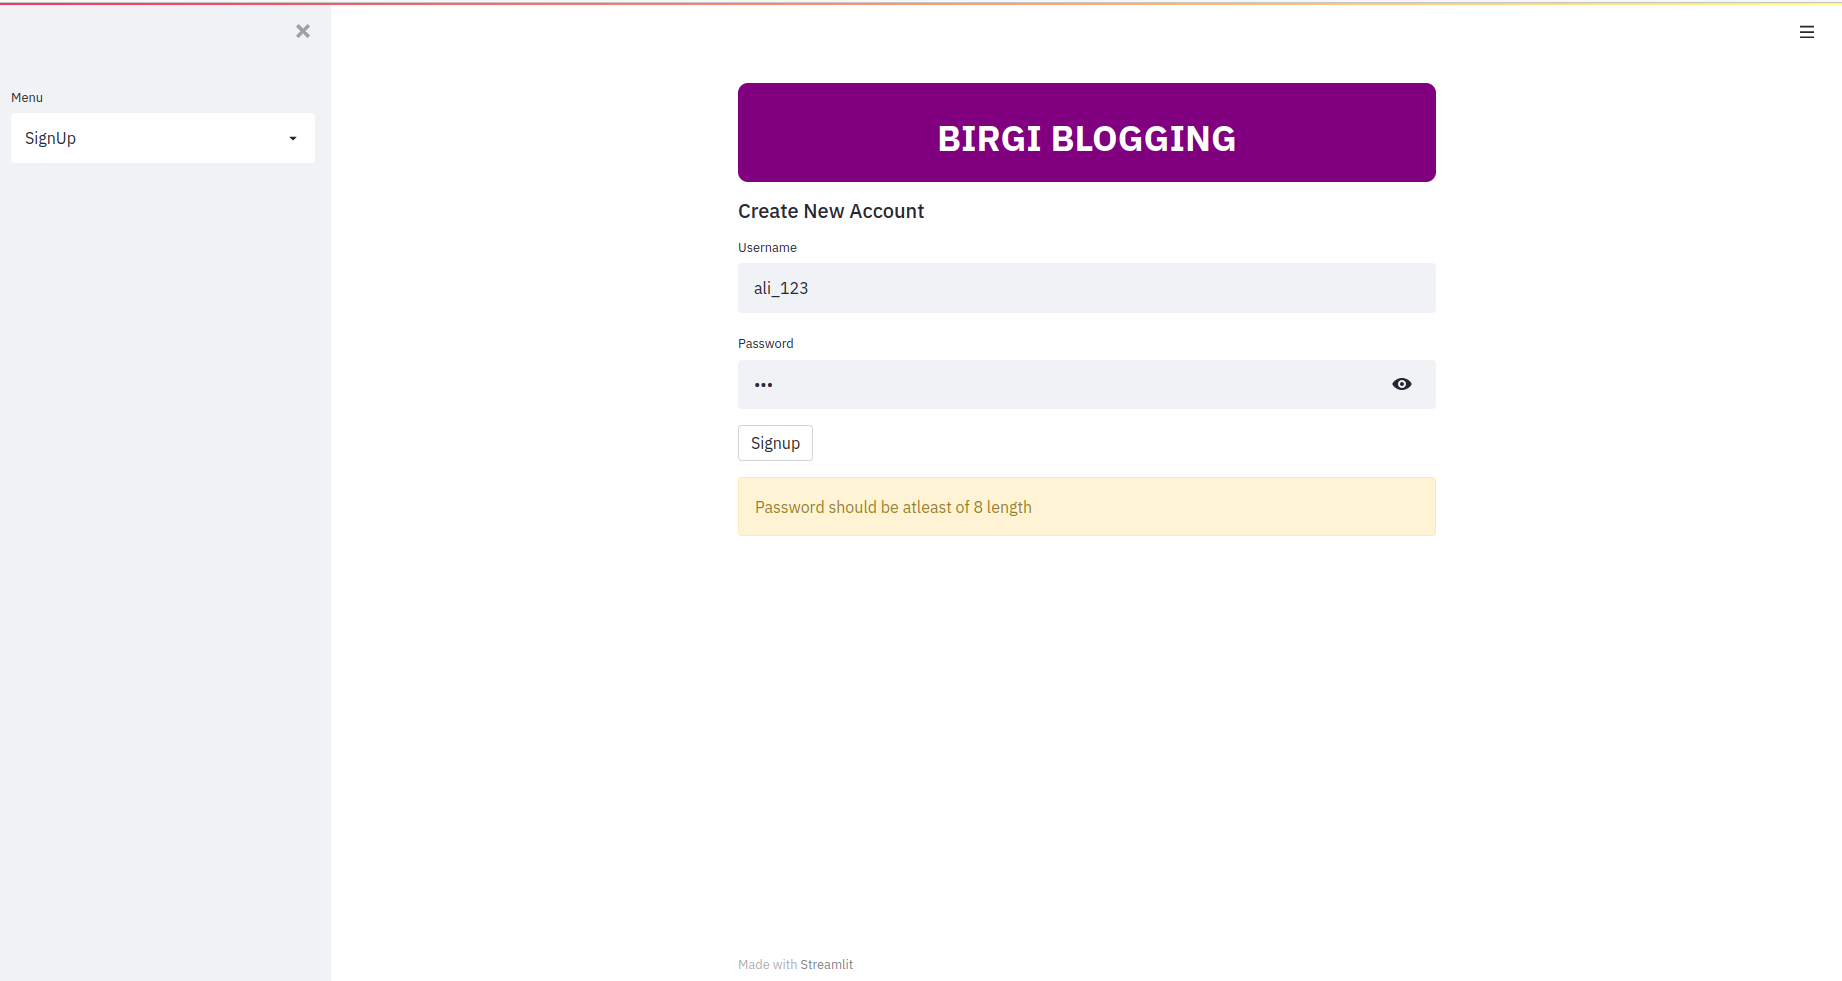 Menu
SignUp
BIRGI BLOGGING
Create New Account
Username
ali_123
Password
•••
Signup
Password should be atleast of 8 length
Made with Streamlit